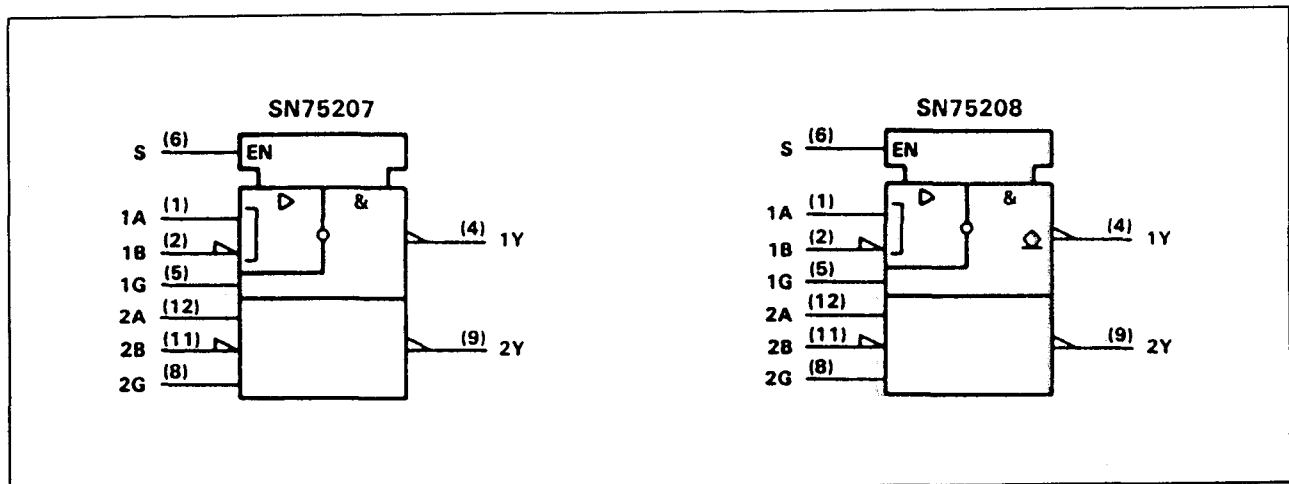 SN75207
S (6) EN
1A (1) &
1B (2) (4) 1Y
1G (5)
2A (12)
2B (11) (9) 2Y
2G (8)
SN75208
S (6) EN
1A (1) &
1B (2) (4) 1Y
1G (5)
2A (12)
2B (11) (9) 2Y
2G (8)